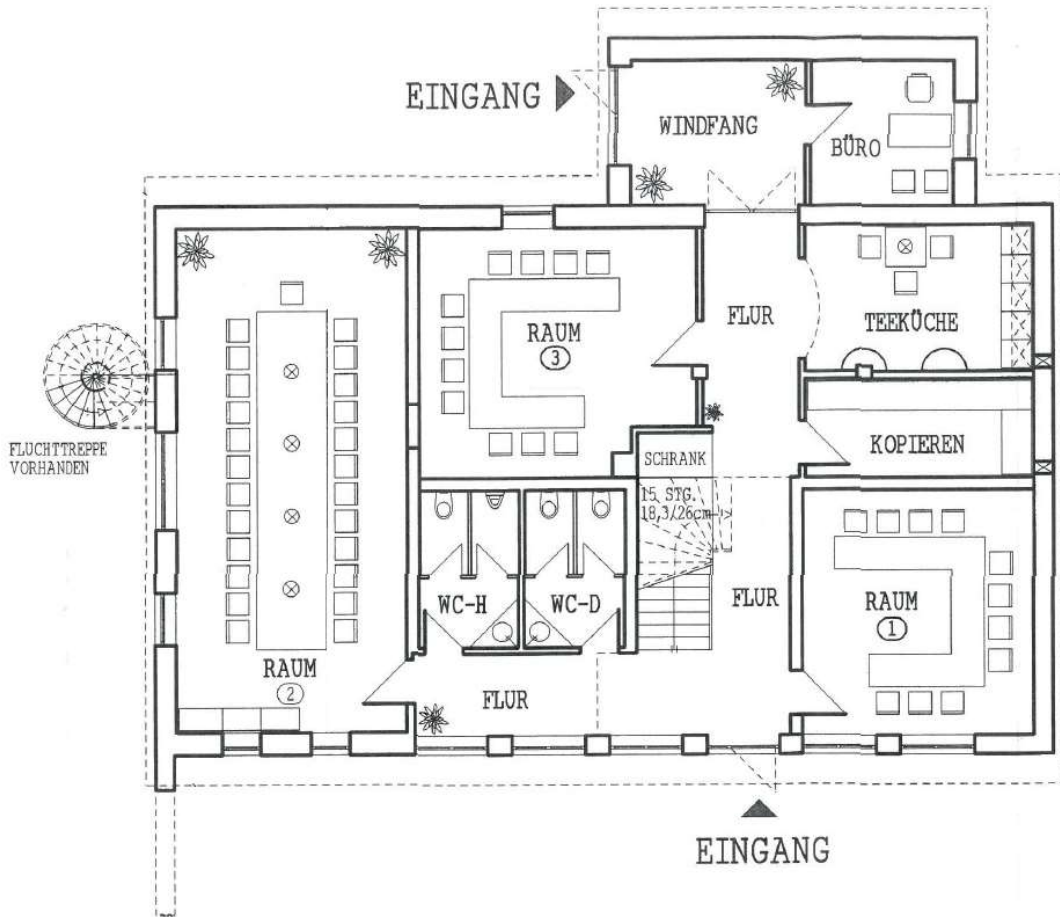 EINGANG
WINDFANG
BÜRO
RAUM
3
FLUR
TEEKÜCHE
FLUCHTTREPPE
VORHANDEN
SCHRANK
KOPIEREN
15 STG.
18,3/26cm
WC-H
WC-D
FLUR
RAUM
1
RAUM
2
FLUR
EINGANG